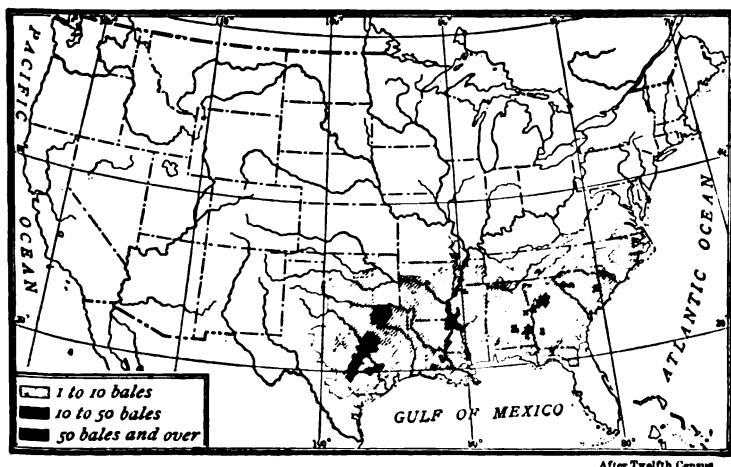 PACIFIC
OCEAN
ATLANTIC OCEAN
GULF OF MEXICO
1 to 10 bales
10 to 50 bales
50 bales and over
After Twelfth Census